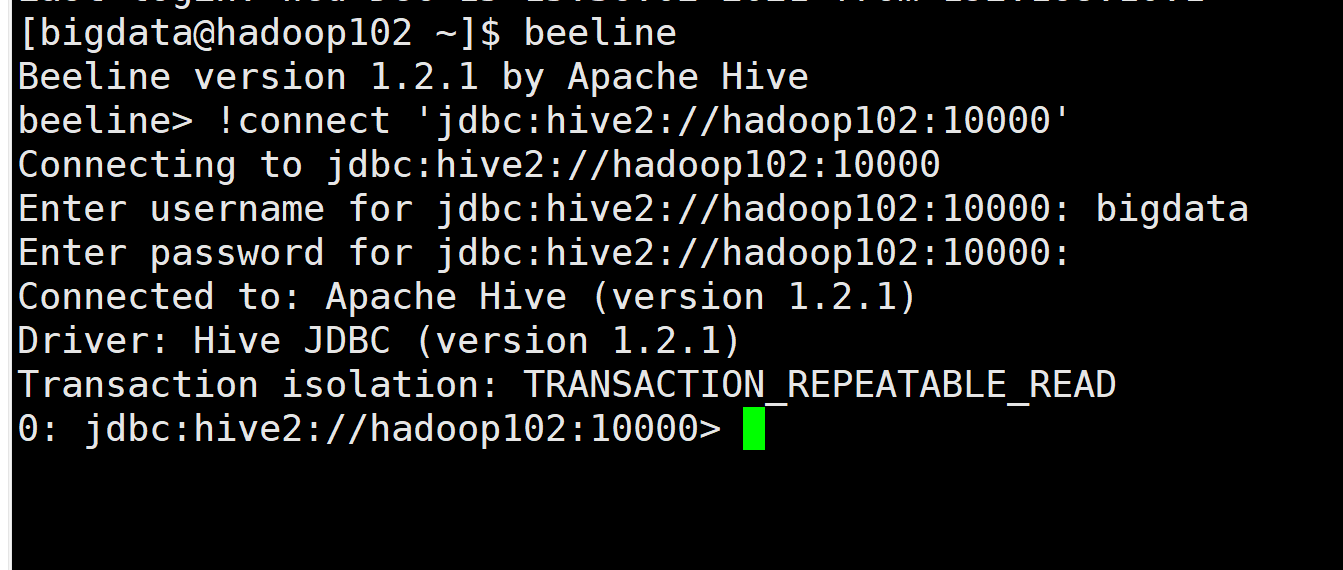 [bigdata@hadoop102 ~]$ beeline
Beeline version 1.2.1 by Apache Hive
beeline> !connect 'jdbc:hive2://hadoop102:10000'
Connecting to jdbc:hive2://hadoop102:10000
Enter username for jdbc:hive2://hadoop102:10000: bigdata
Enter password for jdbc:hive2://hadoop102:10000:
Connected to: Apache Hive (version 1.2.1)
Driver: Hive JDBC (version 1.2.1)
Transaction isolation: TRANSACTION_REPEATABLE_READ
0: jdbc:hive2://hadoop102:10000>